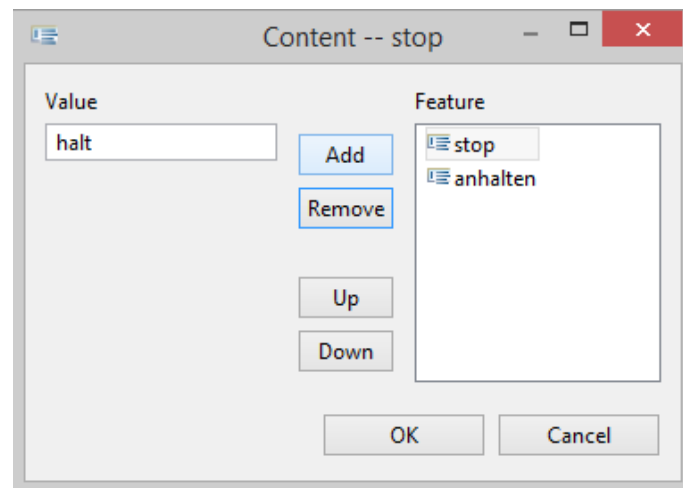 Content -- stop
Value
Feature
halt
Add
Remove
Up
Down
stop
anhalten
OK
Cancel